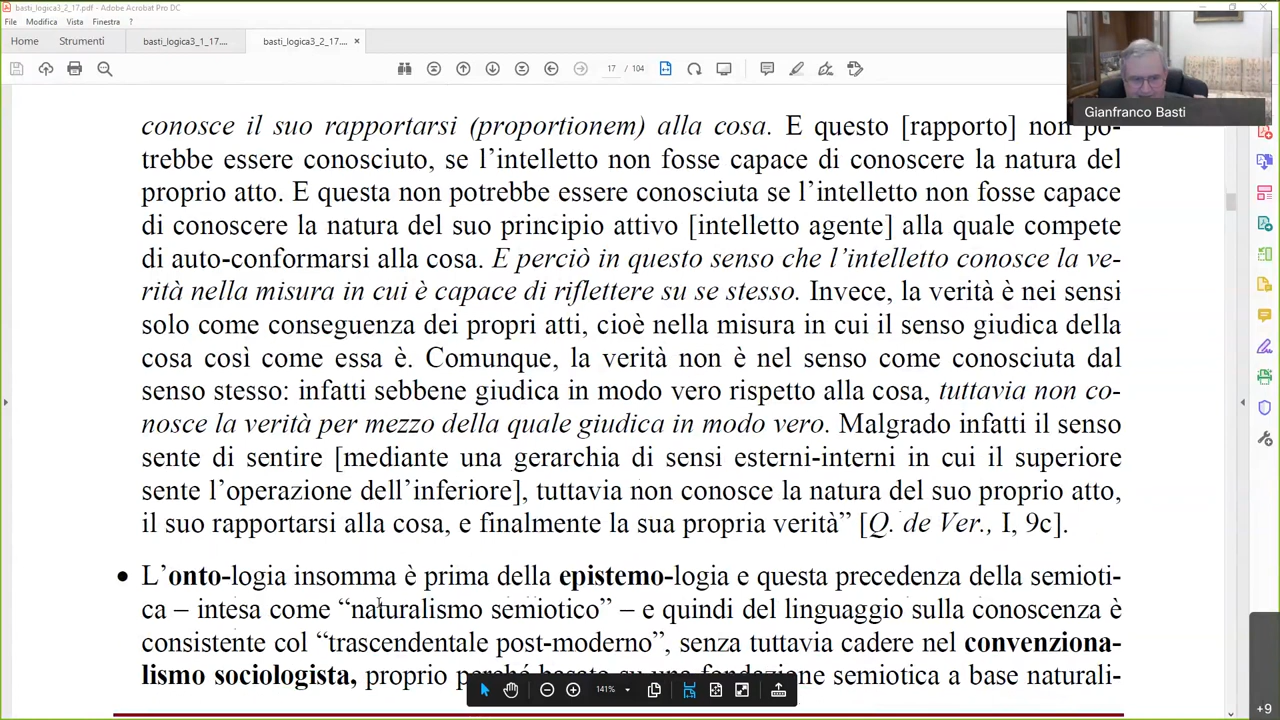 basti_logica3_2_17.pdf - Adobe Acrobat Pro DC
File Modifica Vista Finestra ?
Home Strumenti basti_logica3_1_17.... basti_logica3_2_17.... ×
17 / 104
Gianfranco Basti
conosce il suo rapportarsi (proportionem) alla cosa. E questo [rapporto] non po-
trebbe essere conosciuto, se l’intelletto non fosse capace di conoscere la natura del
proprio atto. E questa non potrebbe essere conosciuta se l’intelletto non fosse capace
di conoscere la natura del suo principio attivo [intelletto agente] alla quale compete
di auto-conformarsi alla cosa. E perciò in questo senso che l’intelletto conosce la ve-
rità nella misura in cui è capace di riflettere su se stesso. Invece, la verità è nei sensi
solo come conseguenza dei propri atti, cioè nella misura in cui il senso giudica della
cosa così come essa è. Comunque, la verità non è nel senso come conosciuta dal
senso stesso: infatti sebbene giudica in modo vero rispetto alla cosa, tuttavia non co-
nosce la verità per mezzo della quale giudica in modo vero. Malgrado infatti il senso
sente di sentire [mediante una gerarchia di sensi esterni-interni in cui il superiore
sente l’operazione dell’inferiore], tuttavia non conosce la natura del suo proprio atto,
il suo rapportarsi alla cosa, e finalmente la sua propria verità” [Q. de Ver., I, 9c].
• L’onto-logia insomma è prima della epistemo-logia e questa precedenza della semioti-
ca – intesa come “naturalismo semiotico” – e quindi del linguaggio sulla conoscenza è
consistente col “trascendentale post-moderno”, senza tuttavia cadere nel convenziona-
lismo sociologista, proprio perché basato su una fondazione semiotica a base naturali-
141%
+9